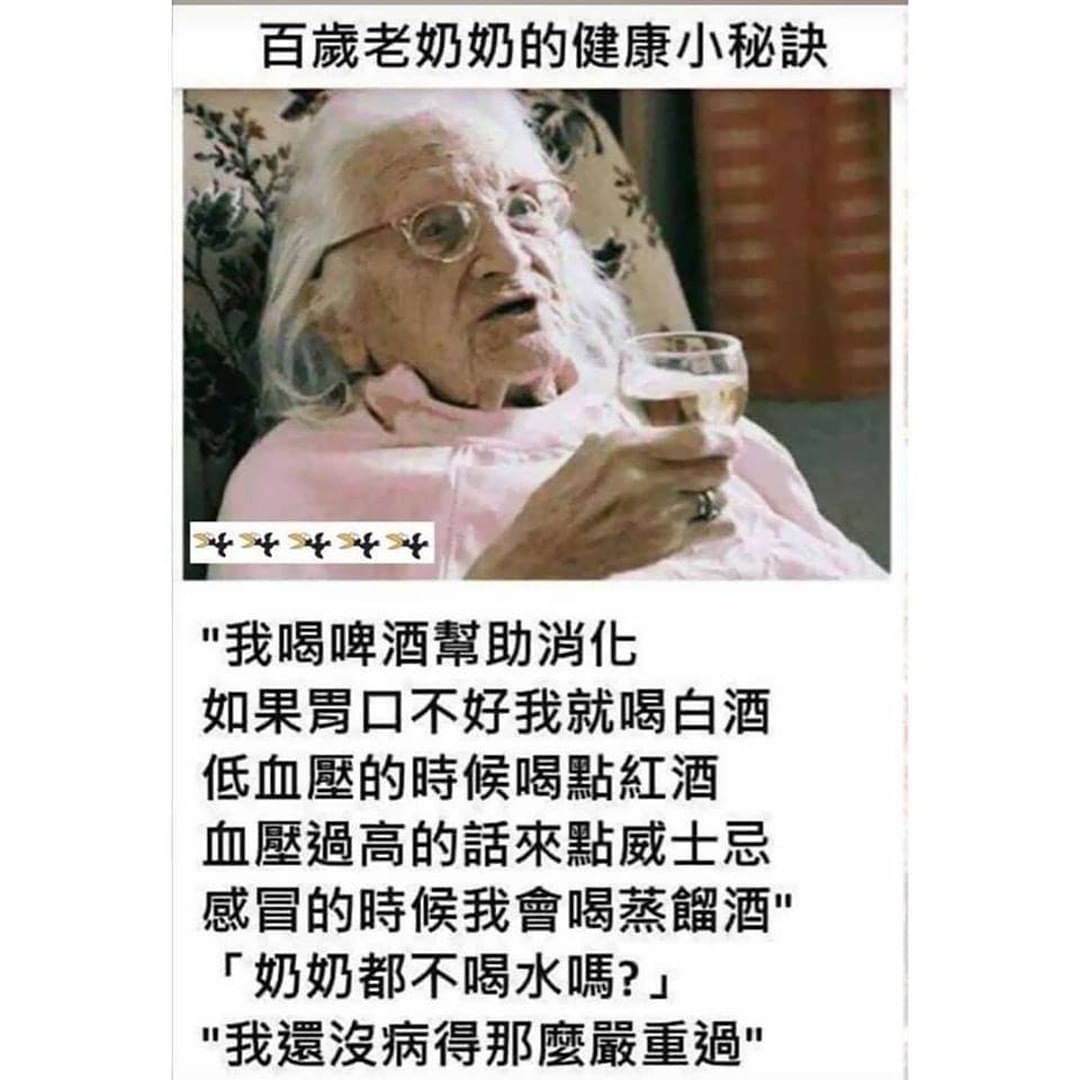 百歲老奶奶的健康小秘訣
"我喝啤酒幫助消化
如果胃口不好我就喝白酒
低血壓的時候喝點紅酒
血壓過高的話來點威士忌
感冒的時候我會喝蒸餾酒"
「奶奶都不喝水嗎?」
"我還沒病得那麼嚴重過"